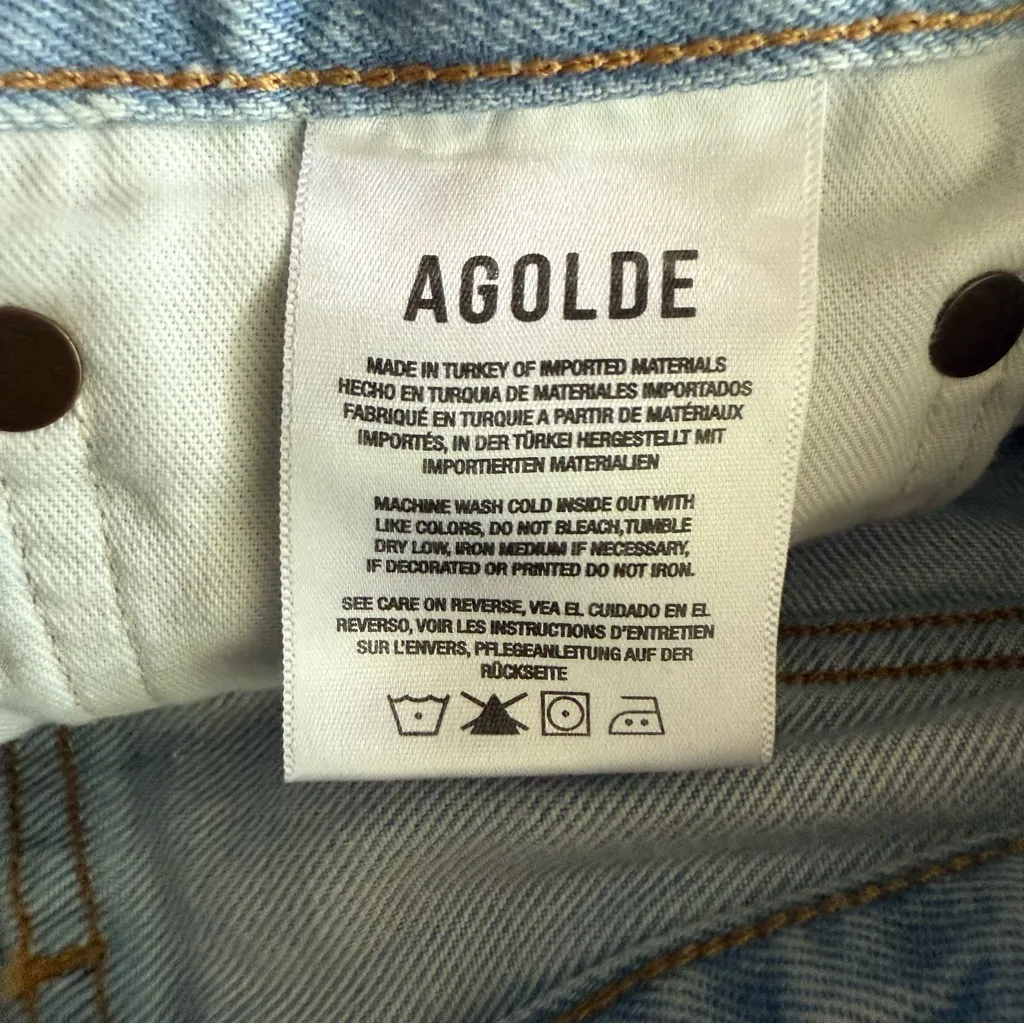 AGOLDE
MADE IN TURKEY OF IMPORTED MATERIALS
HECHO EN TURQUIA DE MATERIALES IMPORTADOS
FABRIQUÉ EN TURQUIE A PARTIR DE MATÉRIAUX
IMPORTÉS, IN DER TÜRKEI HERGESTELLT MIT
IMPORTIERTEN MATERIALIEN
MACHINE WASH COLD INSIDE OUT WITH
LIKE COLORS, DO NOT BLEACH, TUMBLE
DRY LOW, IRON MEDIUM IF NECESSARY,
IF DECORATED OR PRINTED DO NOT IRON.
SEE CARE ON REVERSE, VEA EL CUIDADO EN EL
REVERSO, VOIR LES INSTRUCTIONS D'ENTRETIEN
SUR L'ENVERS, PFLEGEANLEITUNG AUF DER
RÜCKSEITE